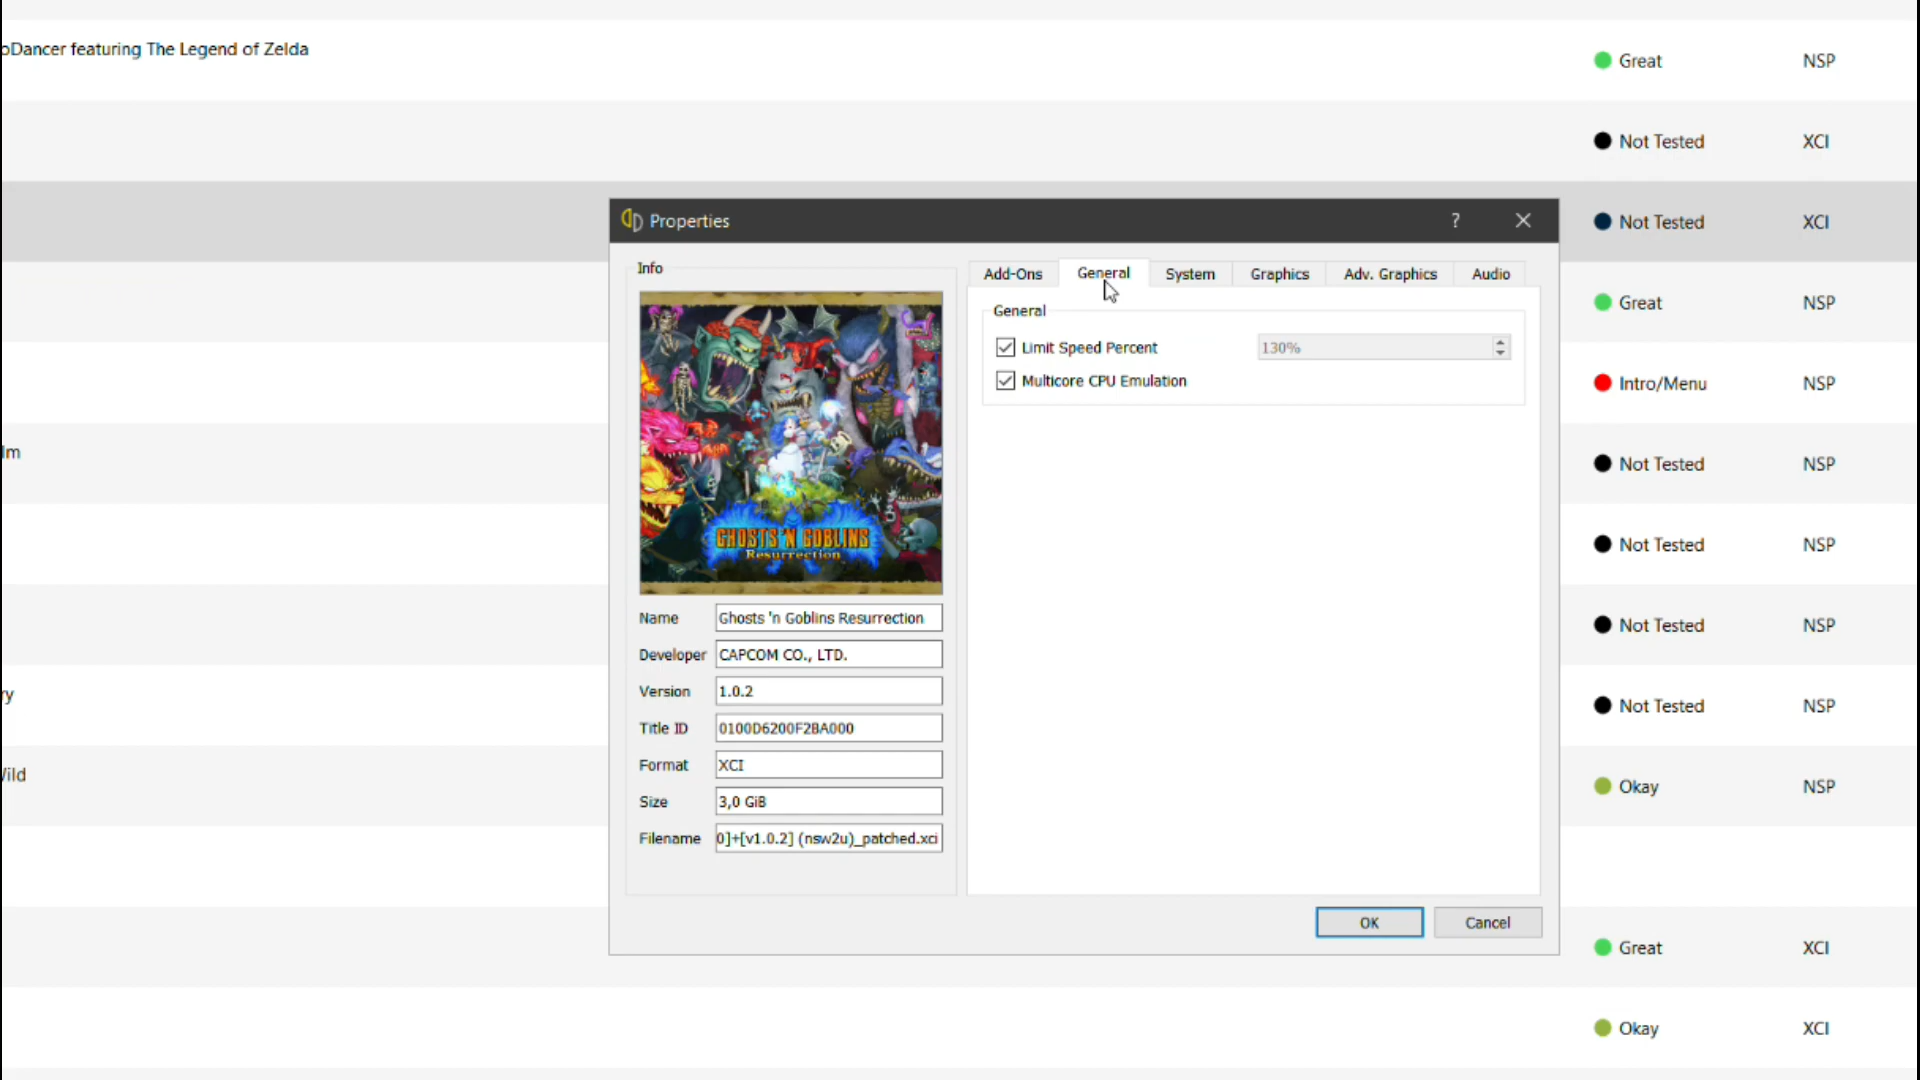 oDancer featuring The Legend of Zelda
Great NSP
Not Tested XCI
Not Tested XCI
Great NSP
Intro/Menu NSP
lm
Not Tested NSP
Not Tested NSP
Not Tested NSP
ry
Not Tested NSP
Wild
Okay NSP
Great XCI
Okay XCI
Properties
?
Info
GHOSTS'N GOBLINS
Resurrection
Name Ghosts 'n Goblins Resurrection
Developer CAPCOM CO., LTD.
Version 1.0.2
Title ID 0100D6200F2BA000
Format XCI
Size 3,0 GiB
Filename 0]+[v1.0.2] (nsw2u)_patched.xci
Add-Ons General System Graphics Adv. Graphics Audio
General
Limit Speed Percent 130%
Multicore CPU Emulation
OK Cancel